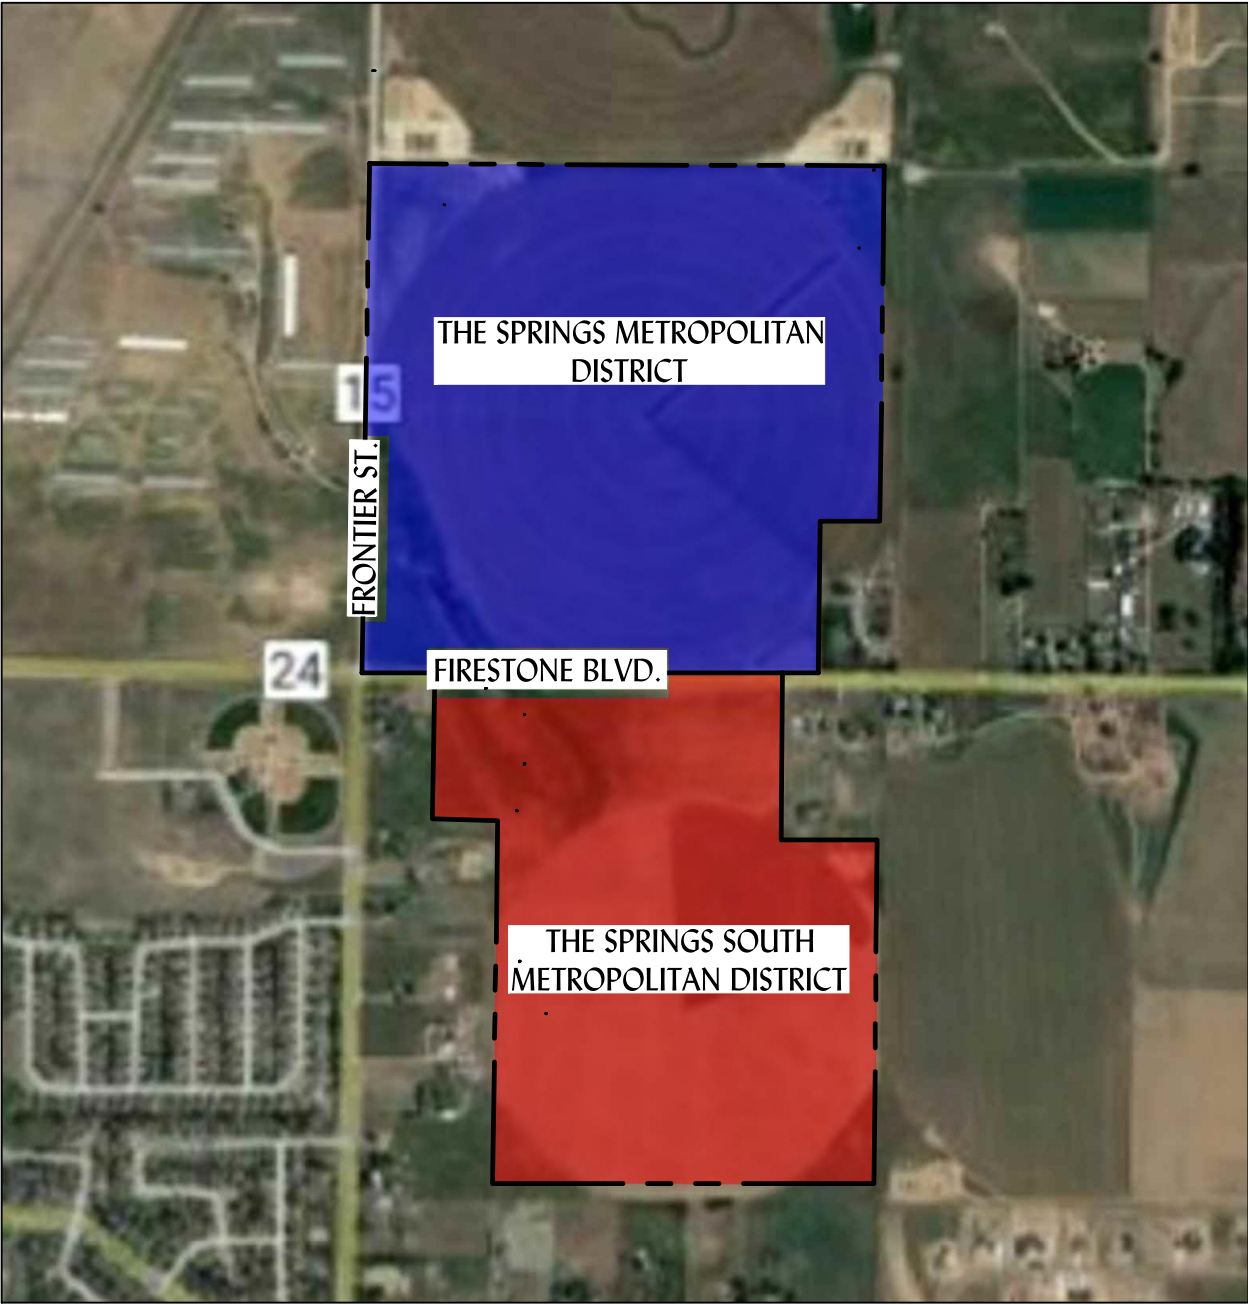 THE SPRINGS METROPOLITAN
DISTRICT
15
FRONTIER ST.
24
FIRESTONE BLVD.
THE SPRINGS SOUTH
METROPOLITAN DISTRICT